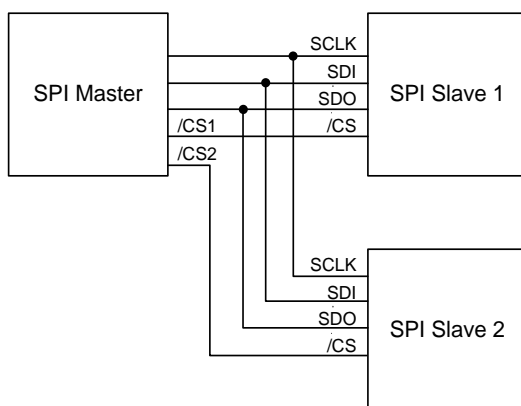 SPI Master
/CS1
/CS2
SCLK
SDI
SDO
/CS
SPI Slave 1
SCLK
SDI
SDO
/CS
SPI Slave 2